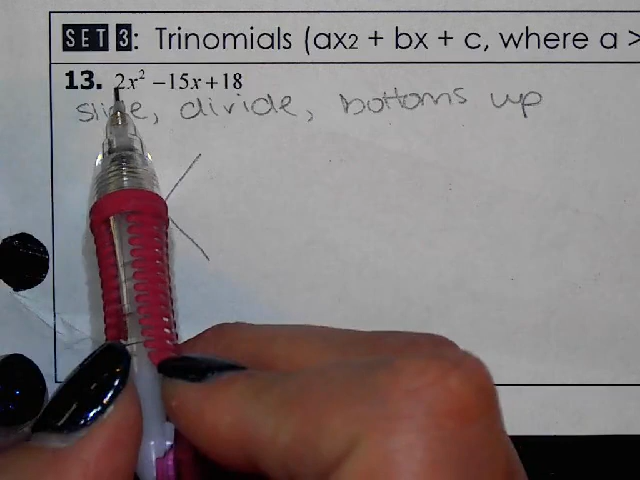 SET 3: Trinomials (ax2 + bx + c, where a >
13. 2x² −15x+18
slide, divide, bottoms up